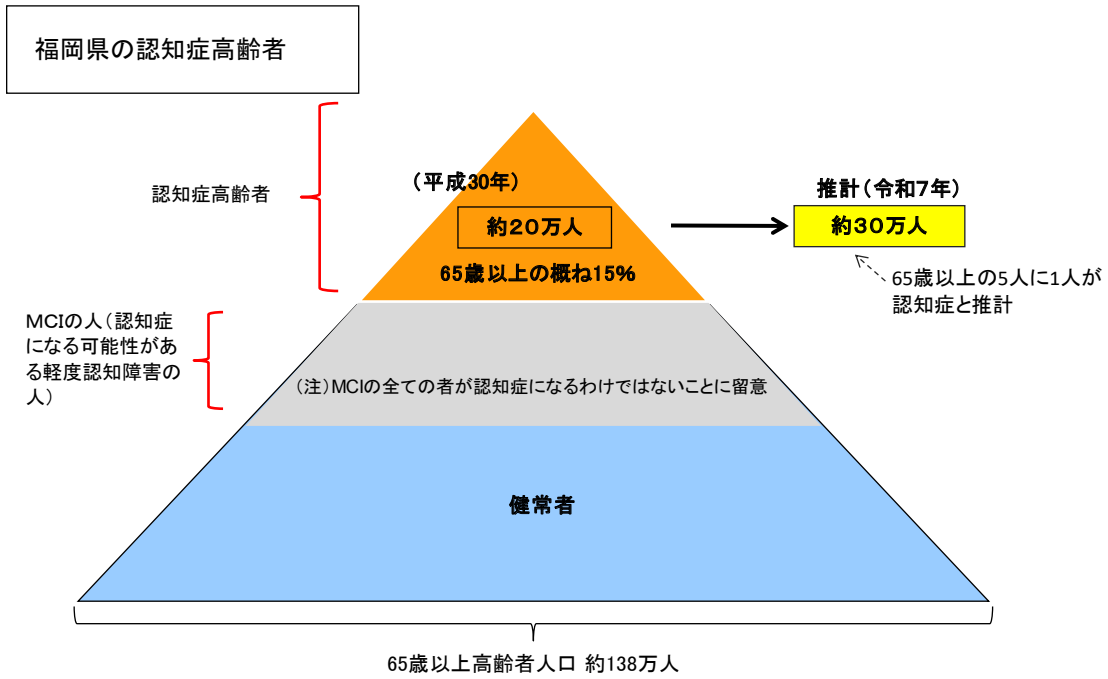 福岡県の認知症高齢者
認知症高齢者
（平成30年）
約２０万人
65歳以上の概ね15％
推計（令和７年）
約３０万人
65歳以上の5人に1人が
認知症と推計
MCIの人（認知症
になる可能性があ
る軽度認知障害の
人）
（注）MCIの全ての者が認知症になるわけではないことに留意
健常者
65歳以上高齢者人口 約138万人